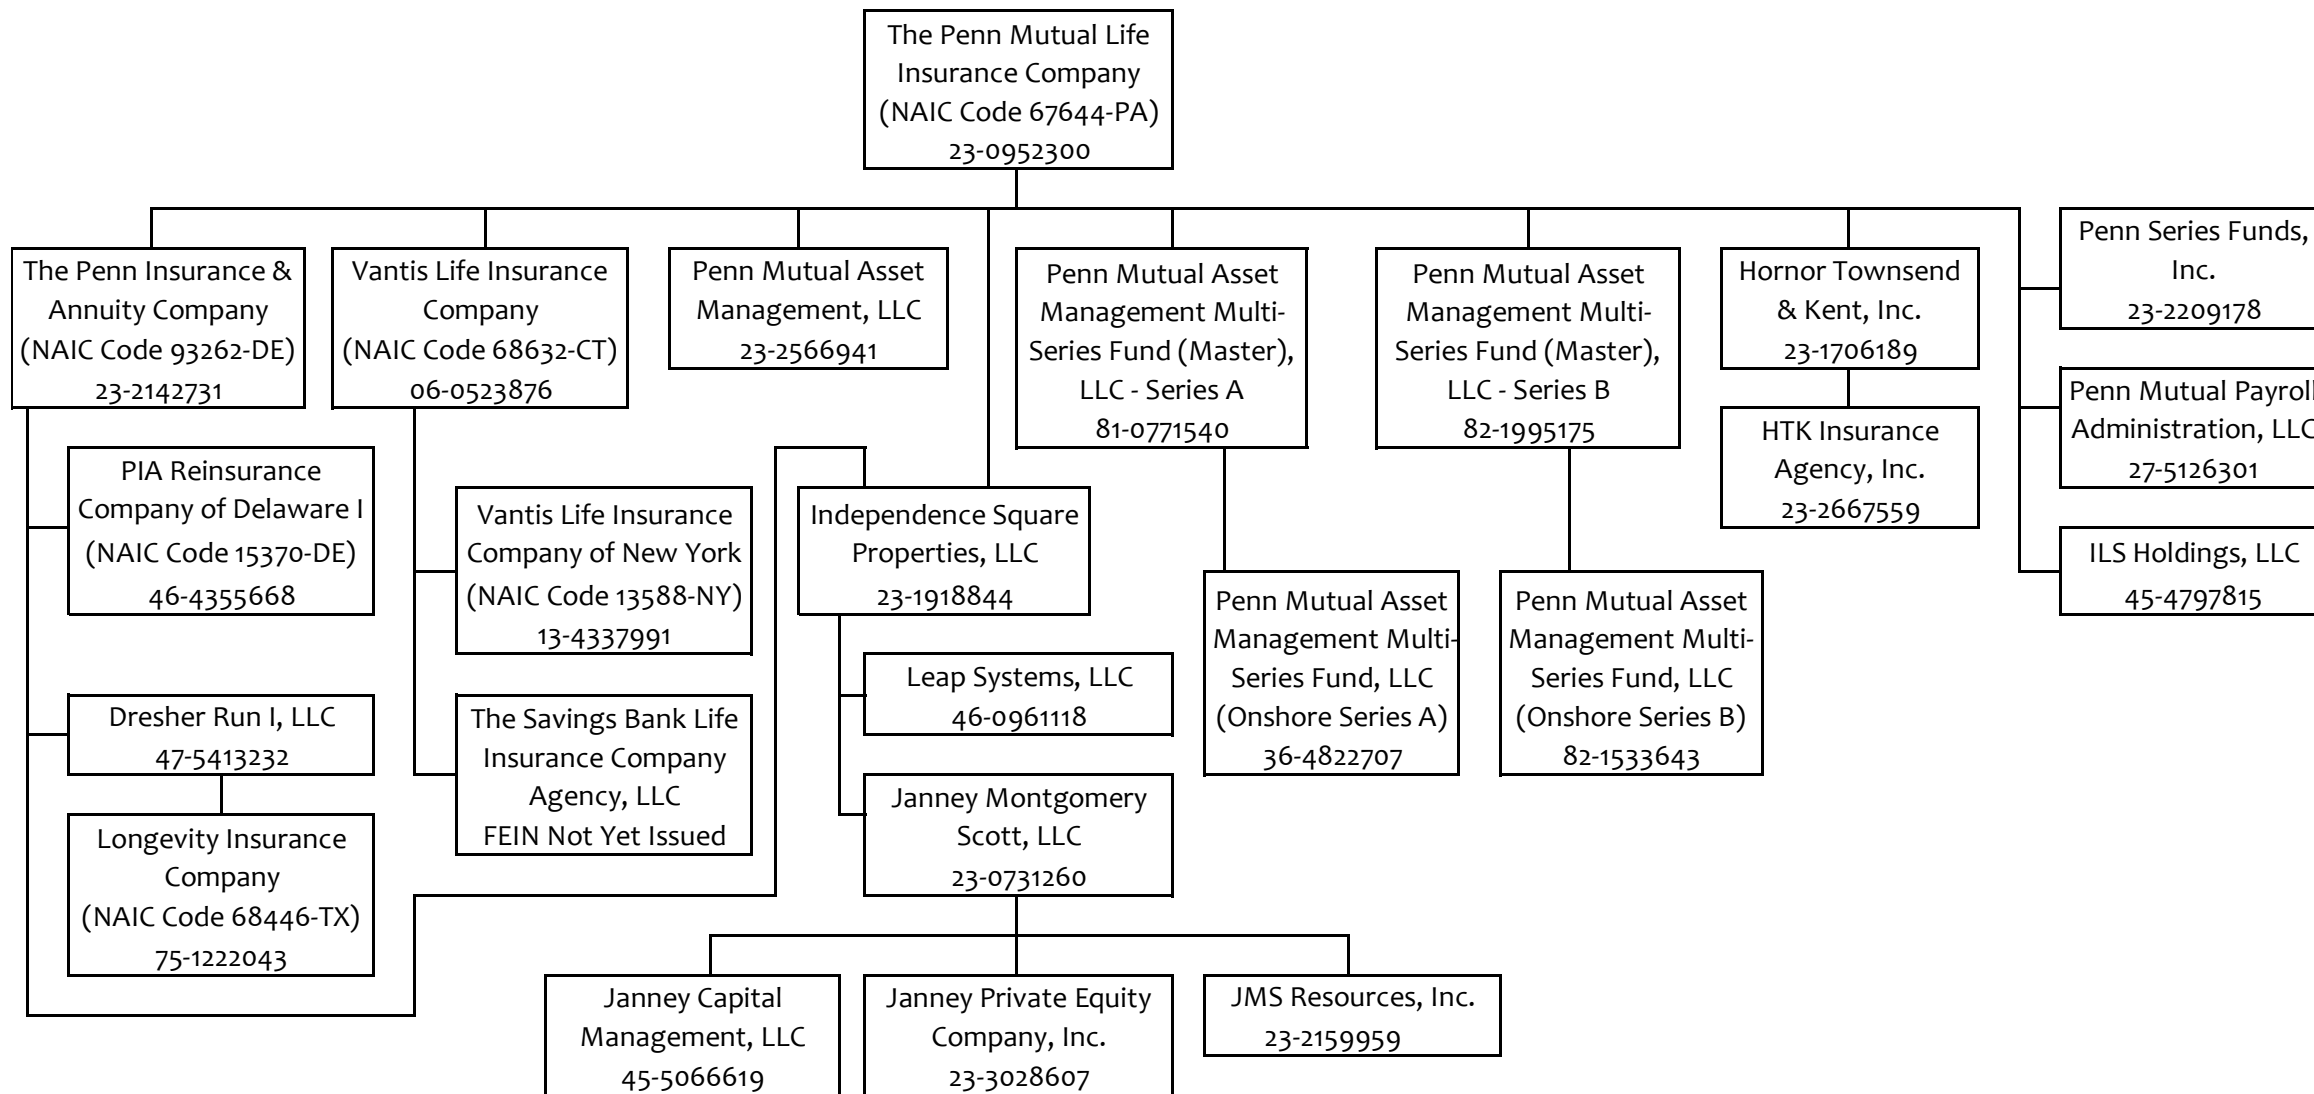 The Penn Mutual Life
Insurance Company
(NAIC Code 67644-PA)
23-0952300
The Penn Insurance &
Annuity Company
(NAIC Code 93262-DE)
23-2142731
Vantis Life Insurance
Company
(NAIC Code 68632-CT)
06-0523876
Penn Mutual Asset
Management, LLC
23-2566941
Penn Mutual Asset
Management Multi-
Series Fund (Master),
LLC - Series A
81-0771540
Penn Mutual Asset
Management Multi-
Series Fund (Master),
LLC - Series B
82-1995175
Hornor Townsend
& Kent, Inc.
23-1706189
Penn Series Funds,
Inc.
23-2209178
Penn Mutual Payroll
Administration, LLC
27-5126301
ILS Holdings, LLC
45-4797815
HTK Insurance
Agency, Inc.
23-2667559
PIA Reinsurance
Company of Delaware I
(NAIC Code 15370-DE)
46-4355668
Vantis Life Insurance
Company of New York
(NAIC Code 13588-NY)
13-4337991
Independence Square
Properties, LLC
23-1918844
Penn Mutual Asset
Management Multi-
Series Fund, LLC
(Onshore Series A)
36-4822707
Penn Mutual Asset
Management Multi-
Series Fund, LLC
(Onshore Series B)
82-1533643
Dresher Run I, LLC
47-5413232
The Savings Bank Life
Insurance Company
Agency, LLC
FEIN Not Yet Issued
Leap Systems, LLC
46-0961118
Longevity Insurance
Company
(NAIC Code 68446-TX)
75-1222043
Janney Montgomery
Scott, LLC
23-0731260
Janney Capital
Management, LLC
45-5066619
Janney Private Equity
Company, Inc.
23-3028607
JMS Resources, Inc.
23-2159959